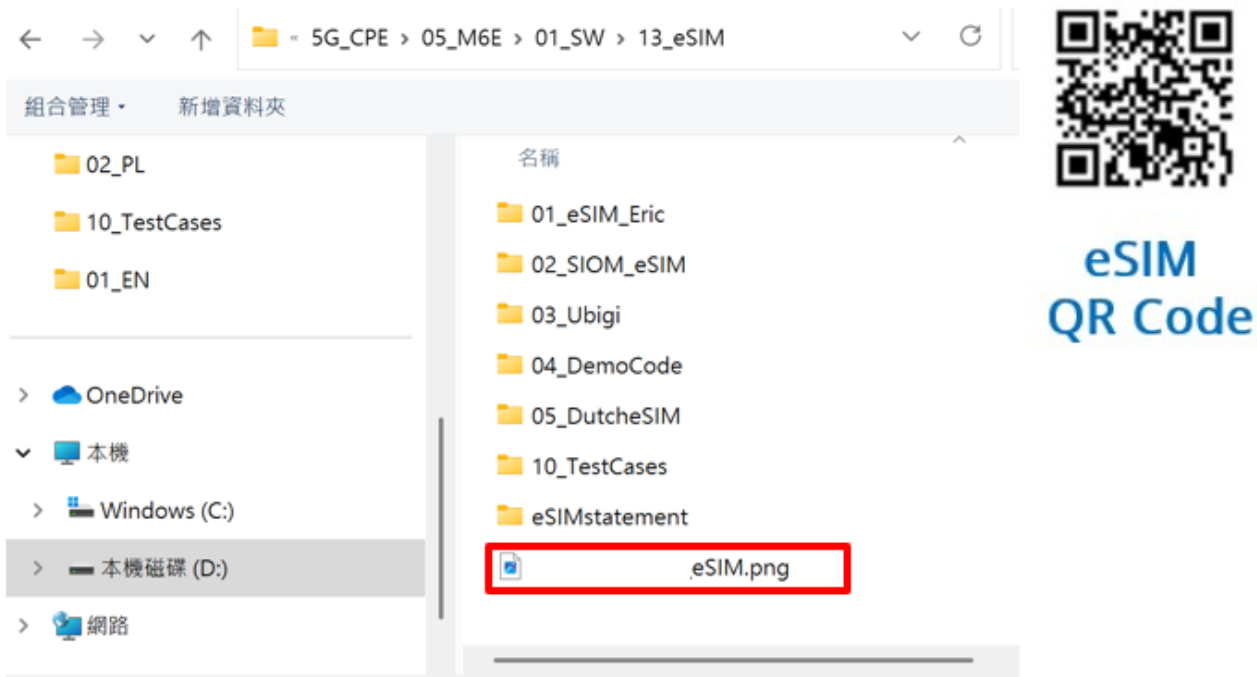 « 5G_CPE › 05_M6E › 01_SW › 13_eSIM
組合管理 新增資料夾
02_PL
10_TestCases
01_EN
OneDrive
本機
Windows (C:)
本機磁碟 (D:)
網路
名稱
01_eSIM_Eric
02_SIOM_eSIM
03_Ubigi
04_DemoCode
05_DutcheSIM
10_TestCases
eSIMstatement
eSIM.png
eSIM
QR Code